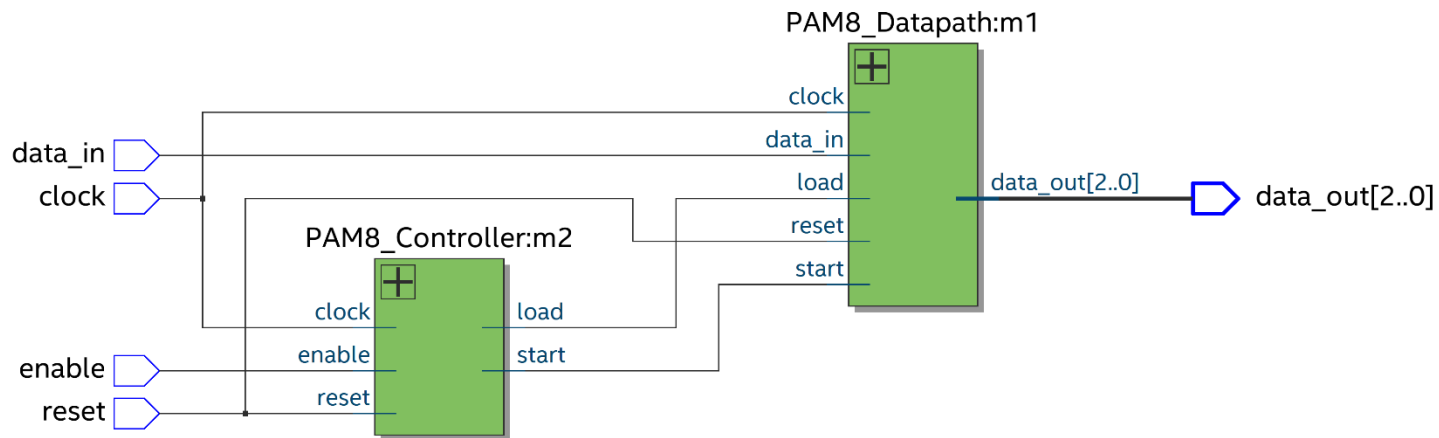 PAM8_Datapath:m1
clock
data_in
data_in
load
data_out[2..0]
data_out[2..0]
clock
reset
PAM8_Controller:m2
start
clock
load
enable
enable
start
reset
reset